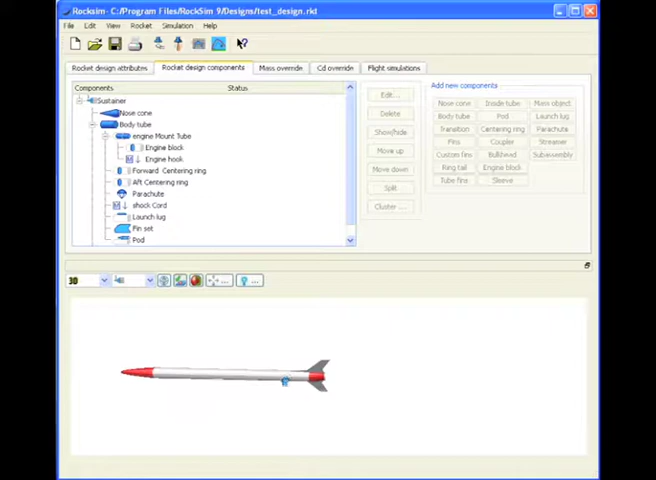 Rocksim- C:/Program Files/RockSim 9/Designs/test_design.rkt
File Edit View Rocket Simulation Help
Rocket design attributes Rocket design components Mass override Cd override Flight simulations
Components Status
Sustainer
Nose cone
Body tube
engine Mount Tube
Engine block
Engine hook
Forward Centering ring
Aft Centering ring
Parachute
shock Cord
Launch lug
Fin set
Pod
Edit...
Delete
Show/hide
Move up
Move down
Split
Cluster ...
Add new components
Nose cone Inside tube Mass object
Body tube Pod Launch lug
Transition Centering ring Parachute
Fins Coupler Streamer
Custom fins Bulkhead Subassembly
Ring tail Engine block
Tube fins Sleeve
3D